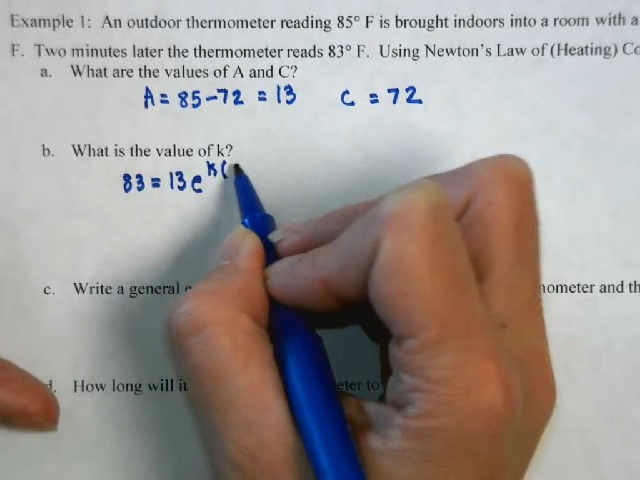 Example 1: An outdoor thermometer reading 85° F is brought indoors into a room with a
F. Two minutes later the thermometer reads 83° F. Using Newton's Law of (Heating) Co
a. What are the values of A and C?
A = 85-72 = 13 C = 72
b. What is the value of k?
83 = 13e^k(
c. Write a general and th
d. How long will it to